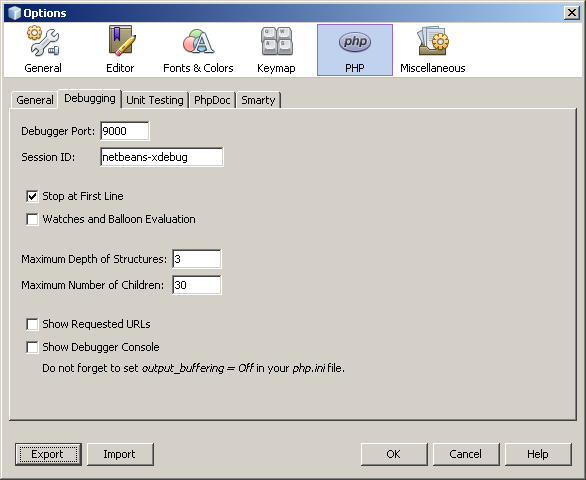 Options
General Editor Fonts & Colors Keymap php PHP Miscellaneous
General Debugging Unit Testing PhpDoc Smarty
Debugger Port: 9000
Session ID: netbeans-xdebug
Stop at First Line
Watches and Balloon Evaluation
Maximum Depth of Structures: 3
Maximum Number of Children: 30
Show Requested URLs
Show Debugger Console
Do not forget to set output_buffering = Off in your php.ini file.
Export Import OK Cancel Help